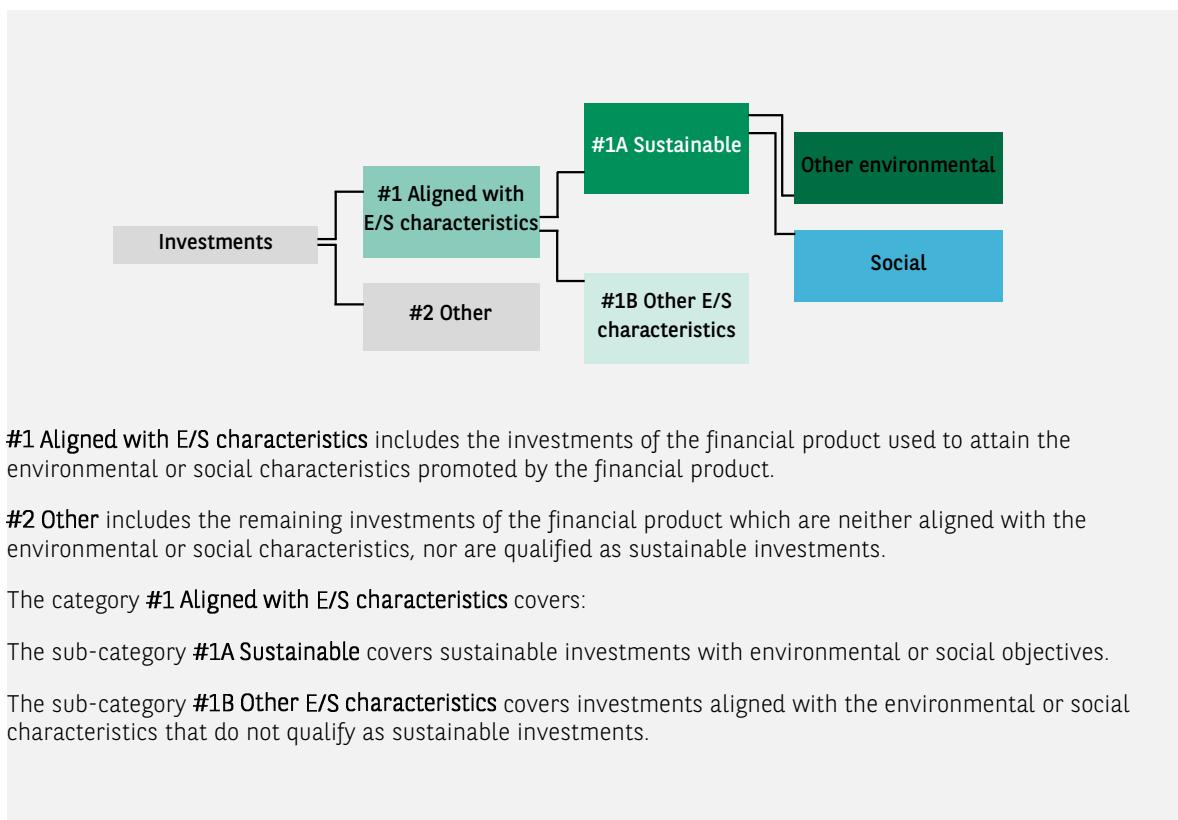 #1A Sustainable
Other environmental
#1 Aligned with
E/S characteristics
Investments
Social
#2 Other
#1B Other E/S
characteristics
#1 Aligned with E/S characteristics includes the investments of the financial product used to attain the
environmental or social characteristics promoted by the financial product.
#2 Other includes the remaining investments of the financial product which are neither aligned with the
environmental or social characteristics, nor are qualified as sustainable investments.
The category #1 Aligned with E/S characteristics covers:
The sub-category #1A Sustainable covers sustainable investments with environmental or social objectives.
The sub-category #1B Other E/S characteristics covers investments aligned with the environmental or social
characteristics that do not qualify as sustainable investments.